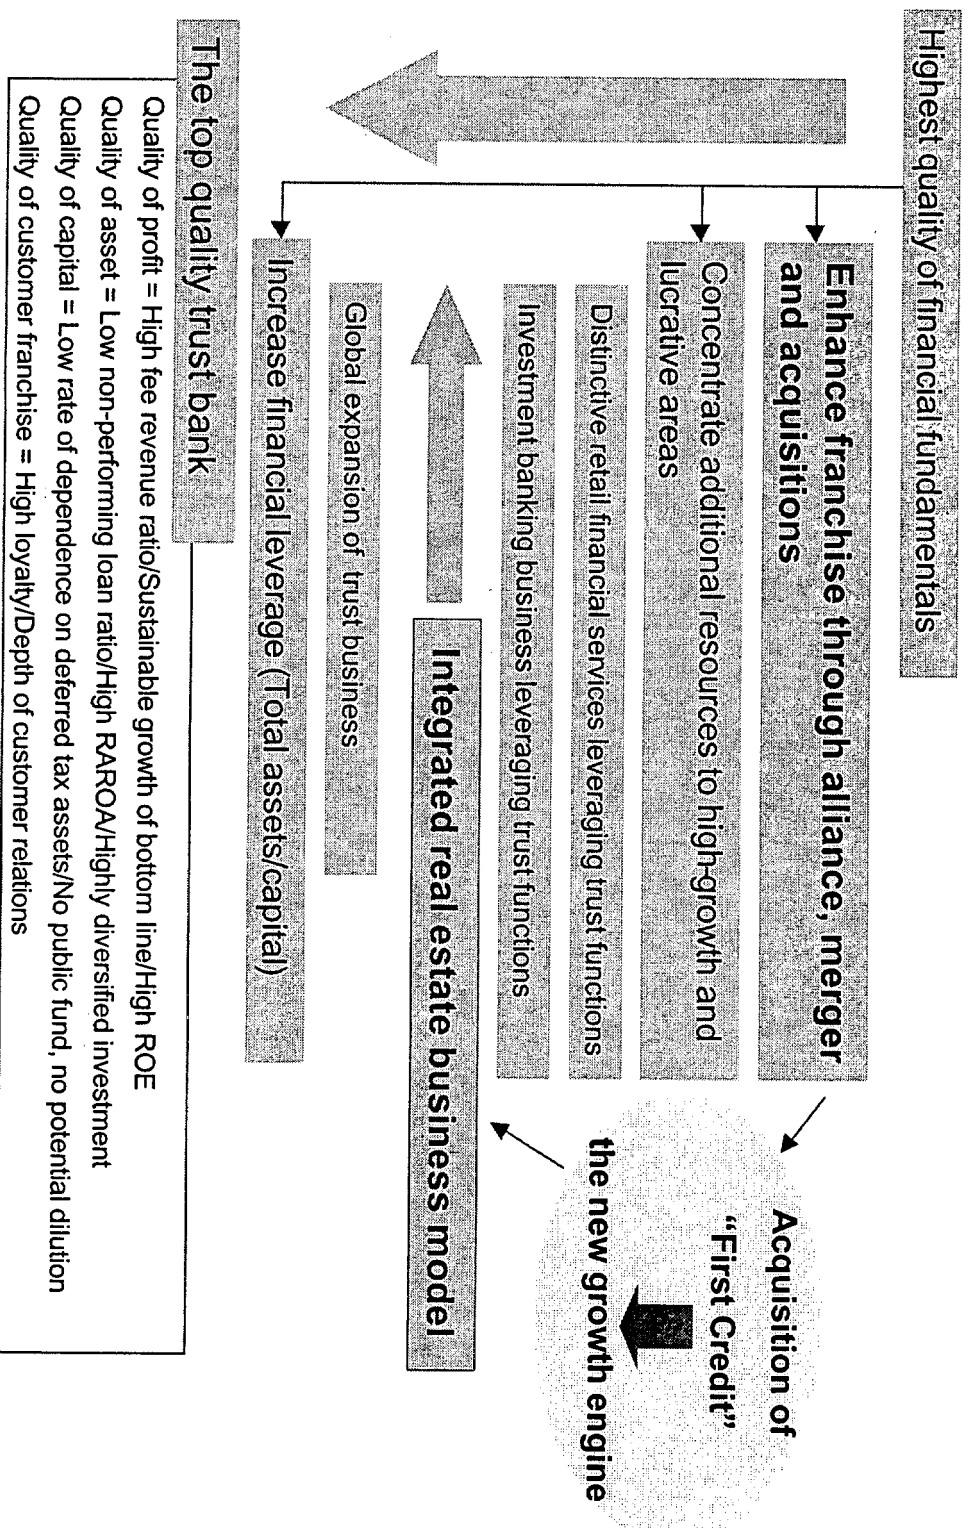 Highest quality of financial fundamentals
Enhance franchise through alliance, merger
and acquisitions
Concentrate additional resources to high-growth and
lucrative areas
Distinctive retail financial services leveraging trust functions
Investment banking business leveraging trust functions
Integrated real estate business model
Global expansion of trust business
Increase financial leverage (Total assets/capital)
Acquisition of
“First Credit”
the new growth engine
The top quality trust bank
Quality of profit = High fee revenue ratio/Sustainable growth of bottom line/High ROE
Quality of asset = Low non-performing loan ratio/High RAROA/Highly diversified investment
Quality of capital = Low rate of dependence on deferred tax assets/No public fund, no potential dilution
Quality of customer franchise = High loyalty/Depth of customer relations